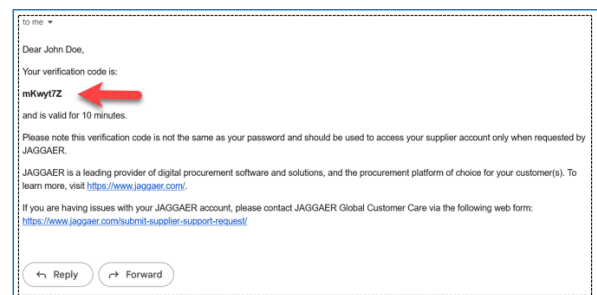 to me
Dear John Doe,
Your verification code is:
mKwyt7Z
and is valid for 10 minutes.
Please note this verification code is not the same as your password and should be used to access your supplier account only when requested by
JAGGAER.
JAGGAER is a leading provider of digital procurement software and solutions, and the procurement platform of choice for your customer(s). To
learn more, visit https://www.jaggaer.com/.
If you are having issues with your JAGGAER account, please contact JAGGAER Global Customer Care via the following web form:
https://www.jaggaer.com/submit-supplier-support-request/
Reply Forward